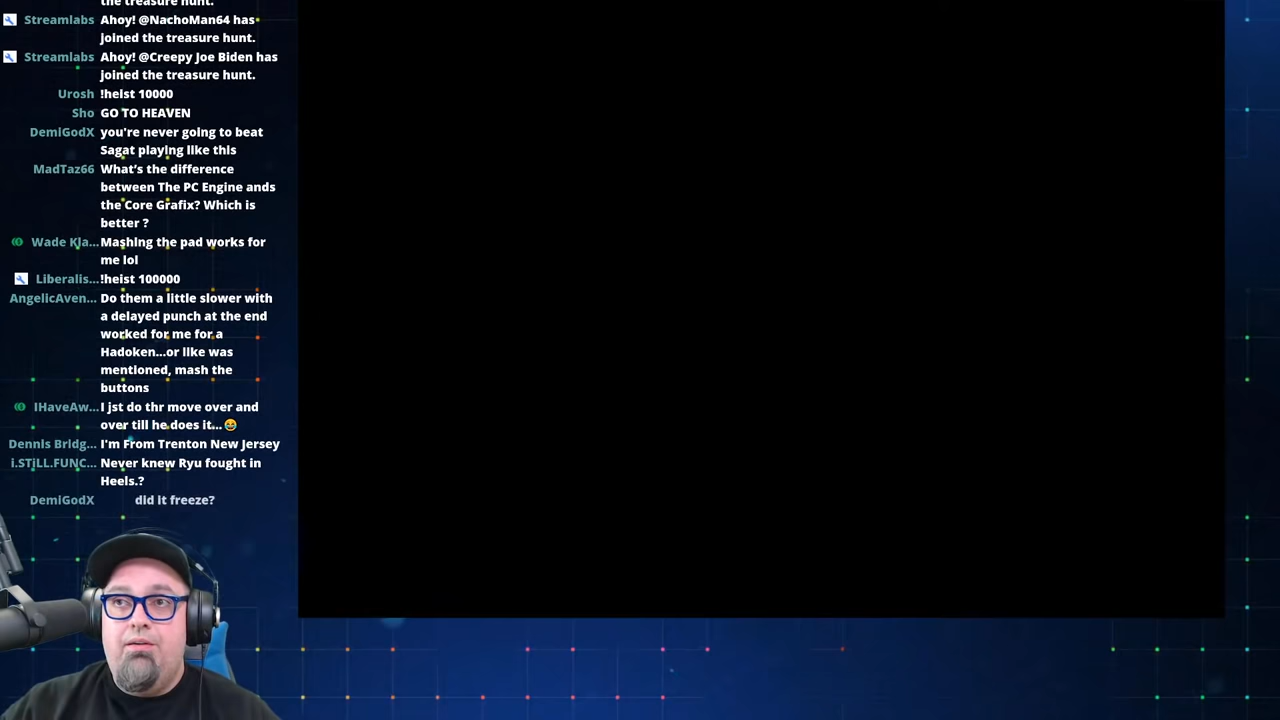 the treasure hunt.
Streamlabs Ahoy! @NachoMan64 has
joined the treasure hunt.
Streamlabs Ahoy! @Creepy Joe Biden has
joined the treasure hunt.
Urosh !heist 10000
Sho GO TO HEAVEN
DemiGodX you're never going to beat
Sagat playing like this
MadTaz66 What's the difference
between The PC Engine ands
the Core Grafix? Which is
better ?
Wade Kla... Mashing the pad works for
me lol
Liberalis... !heist 100000
AngelicAven... Do them a little slower with
a delayed punch at the end
worked for me for a
Hadoken...or like was
mentioned, mash the
buttons
IHaveAw... I jst do thr move over and
over till he does it...😂
Dennis Bridg... I'm From Trenton New Jersey
i.STiLL.FUNC... Never knew Ryu fought in
Heels.?
DemiGodX did it freeze?